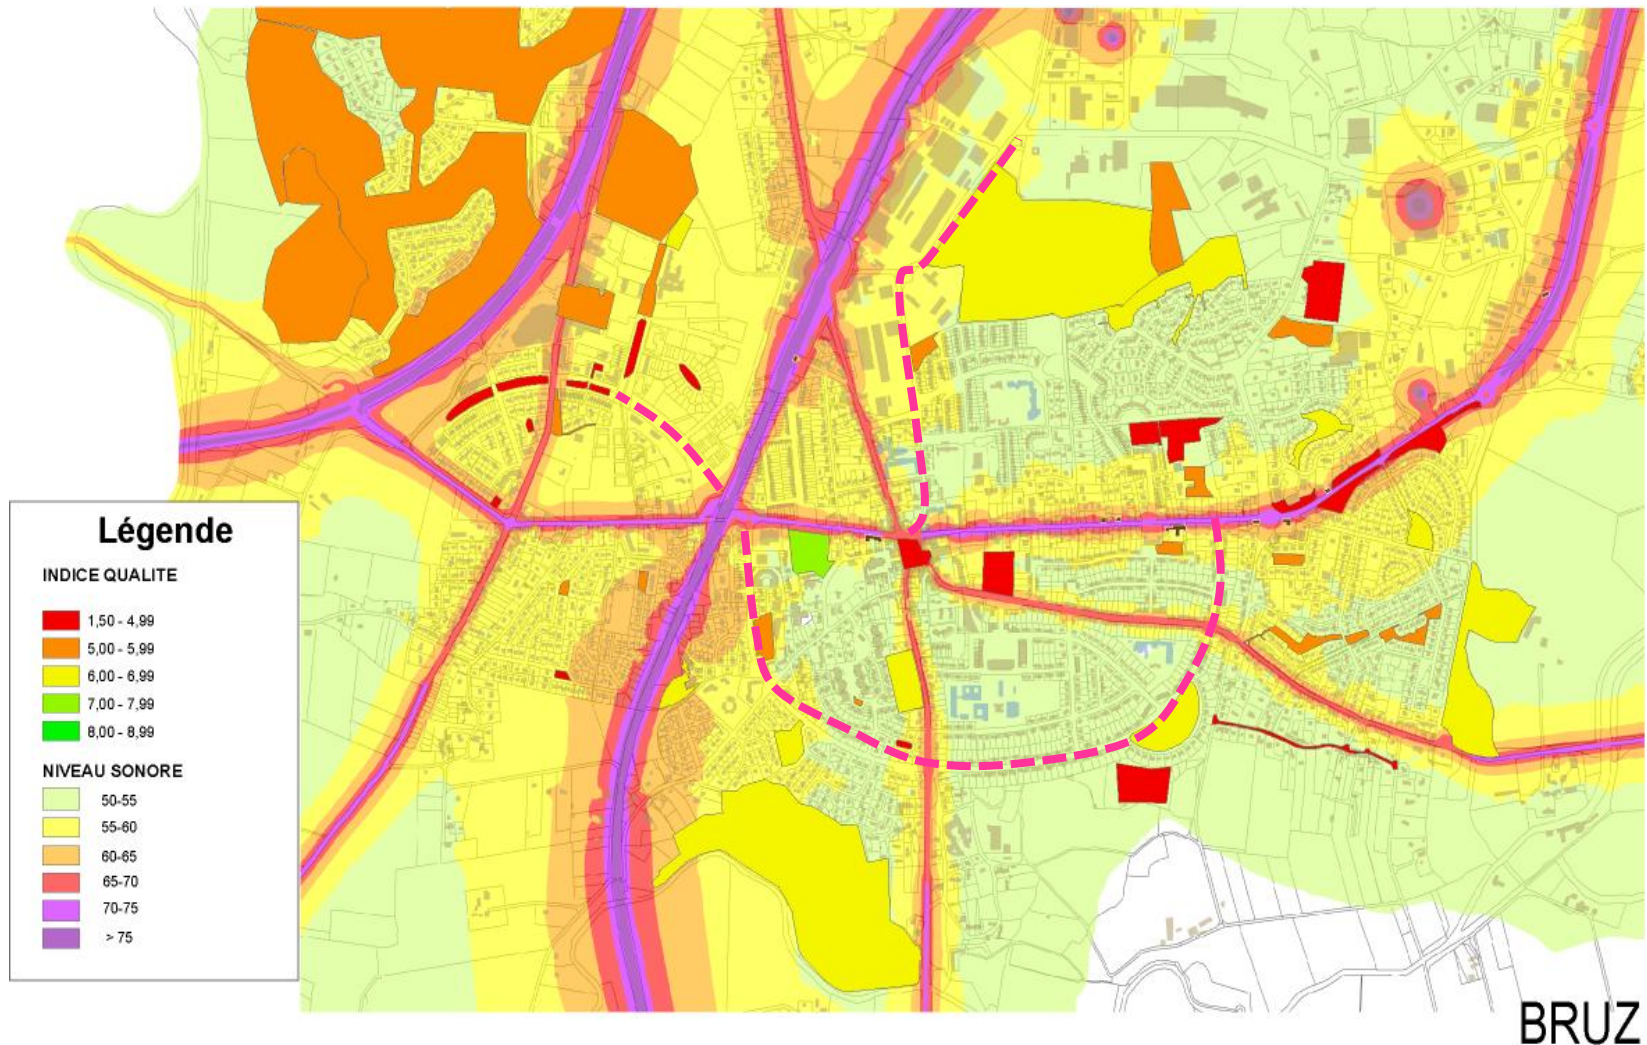 Légende
INDICE QUALITE
1,50 - 4,99
5,00 - 5,99
6,00 - 6,99
7,00 - 7,99
8,00 - 8,99
NIVEAU SONORE
50-55
55-60
60-65
65-70
70-75
> 75
BRUZ